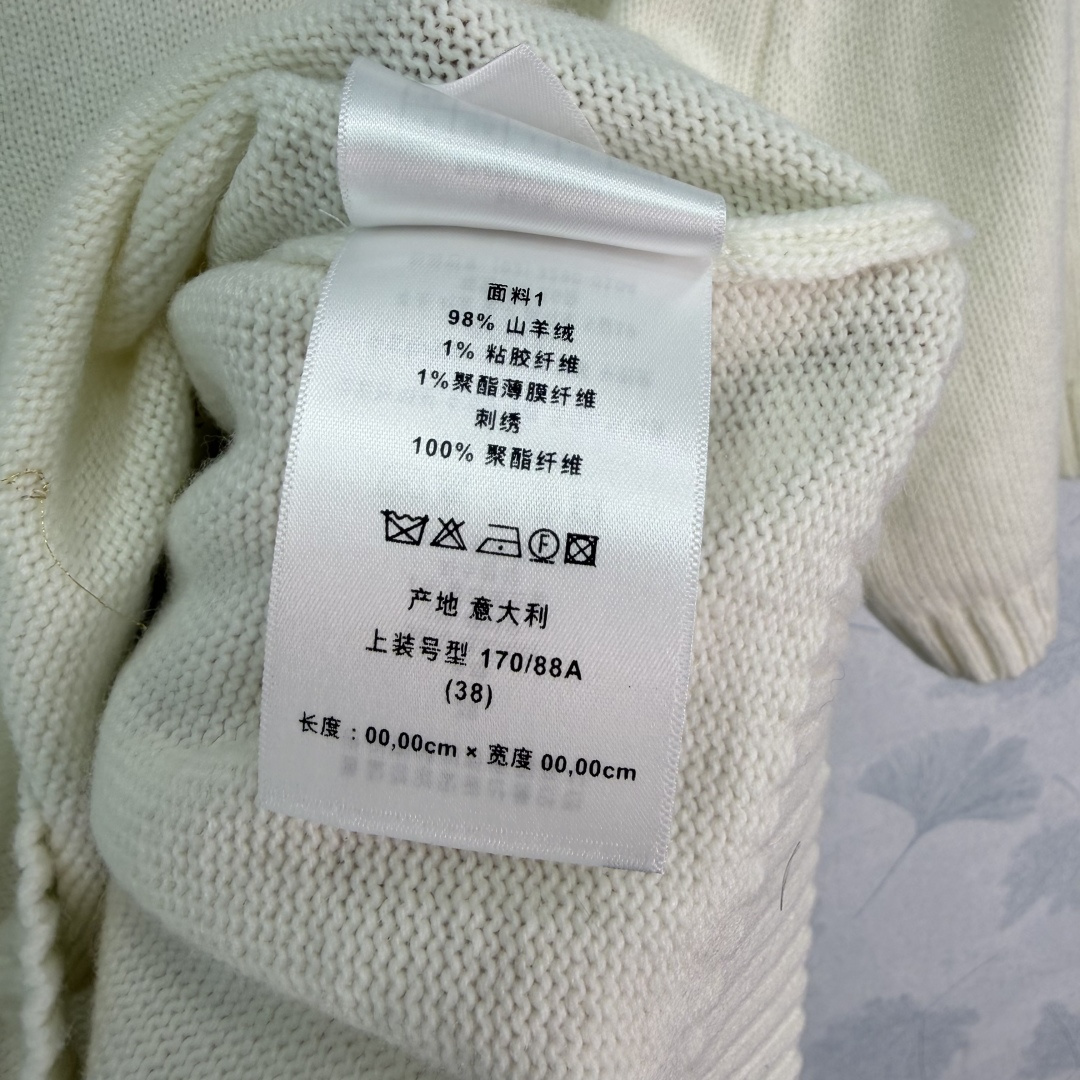 面料1
98% 山羊绒
1% 粘胶纤维
1%聚酯薄膜纤维
刺绣
100% 聚酯纤维
F
产地 意大利
上装号型 170/88A
(38)
长度：00,00cm × 宽度 00,00cm